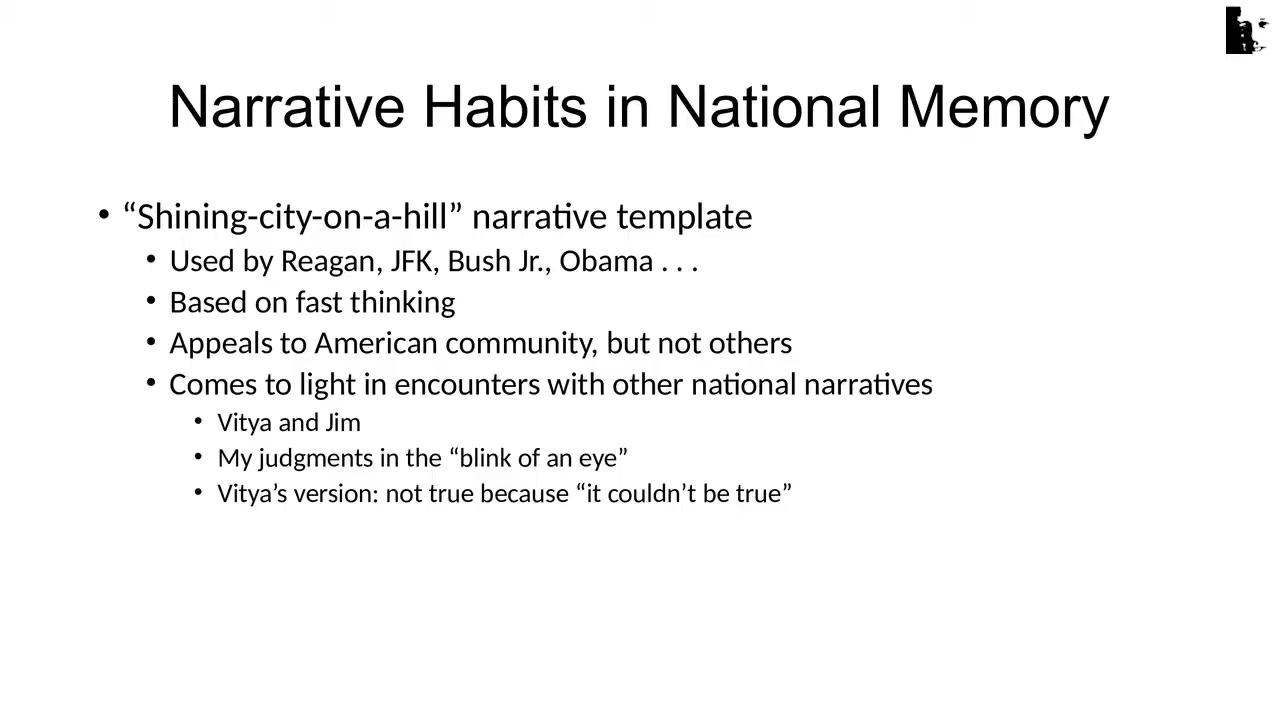 Narrative Habits in National Memory
• “Shining-city-on-a-hill” narrative template
• Used by Reagan, JFK, Bush Jr., Obama . . .
• Based on fast thinking
• Appeals to American community, but not others
• Comes to light in encounters with other national narratives
• Vitya and Jim
• My judgments in the “blink of an eye”
• Vitya’s version: not true because “it couldn’t be true”